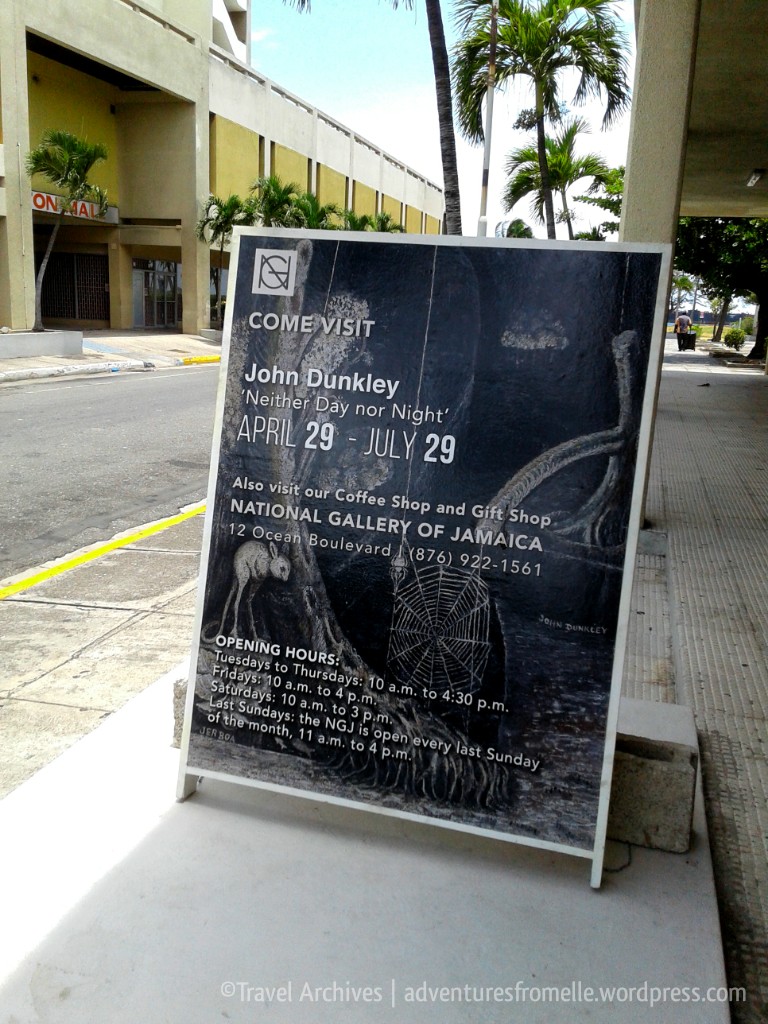 ON MAL
COME VISIT
John Dunkley
'Neither Day nor Night'
APRIL 29 - JULY 29
Also visit our Coffee Shop and Gift Shop
NATIONAL GALLERY OF JAMAICA
12 Ocean Boulevard, (876) 922-1561
JOHN DUNKLEY
OPENING HOURS:
Tuesdays to Thursdays: 10 a.m. to 4:30 p.m.
Fridays: 10 a.m. to 4 p.m.
Saturdays: 10 a.m. to 3 p.m.
Last Sundays: the NGJ is open every last Sunday
of the month, 11 a.m. to 4 p.m.
JERBOA
©Travel Archives | adventuresfromelle.wordpress.com